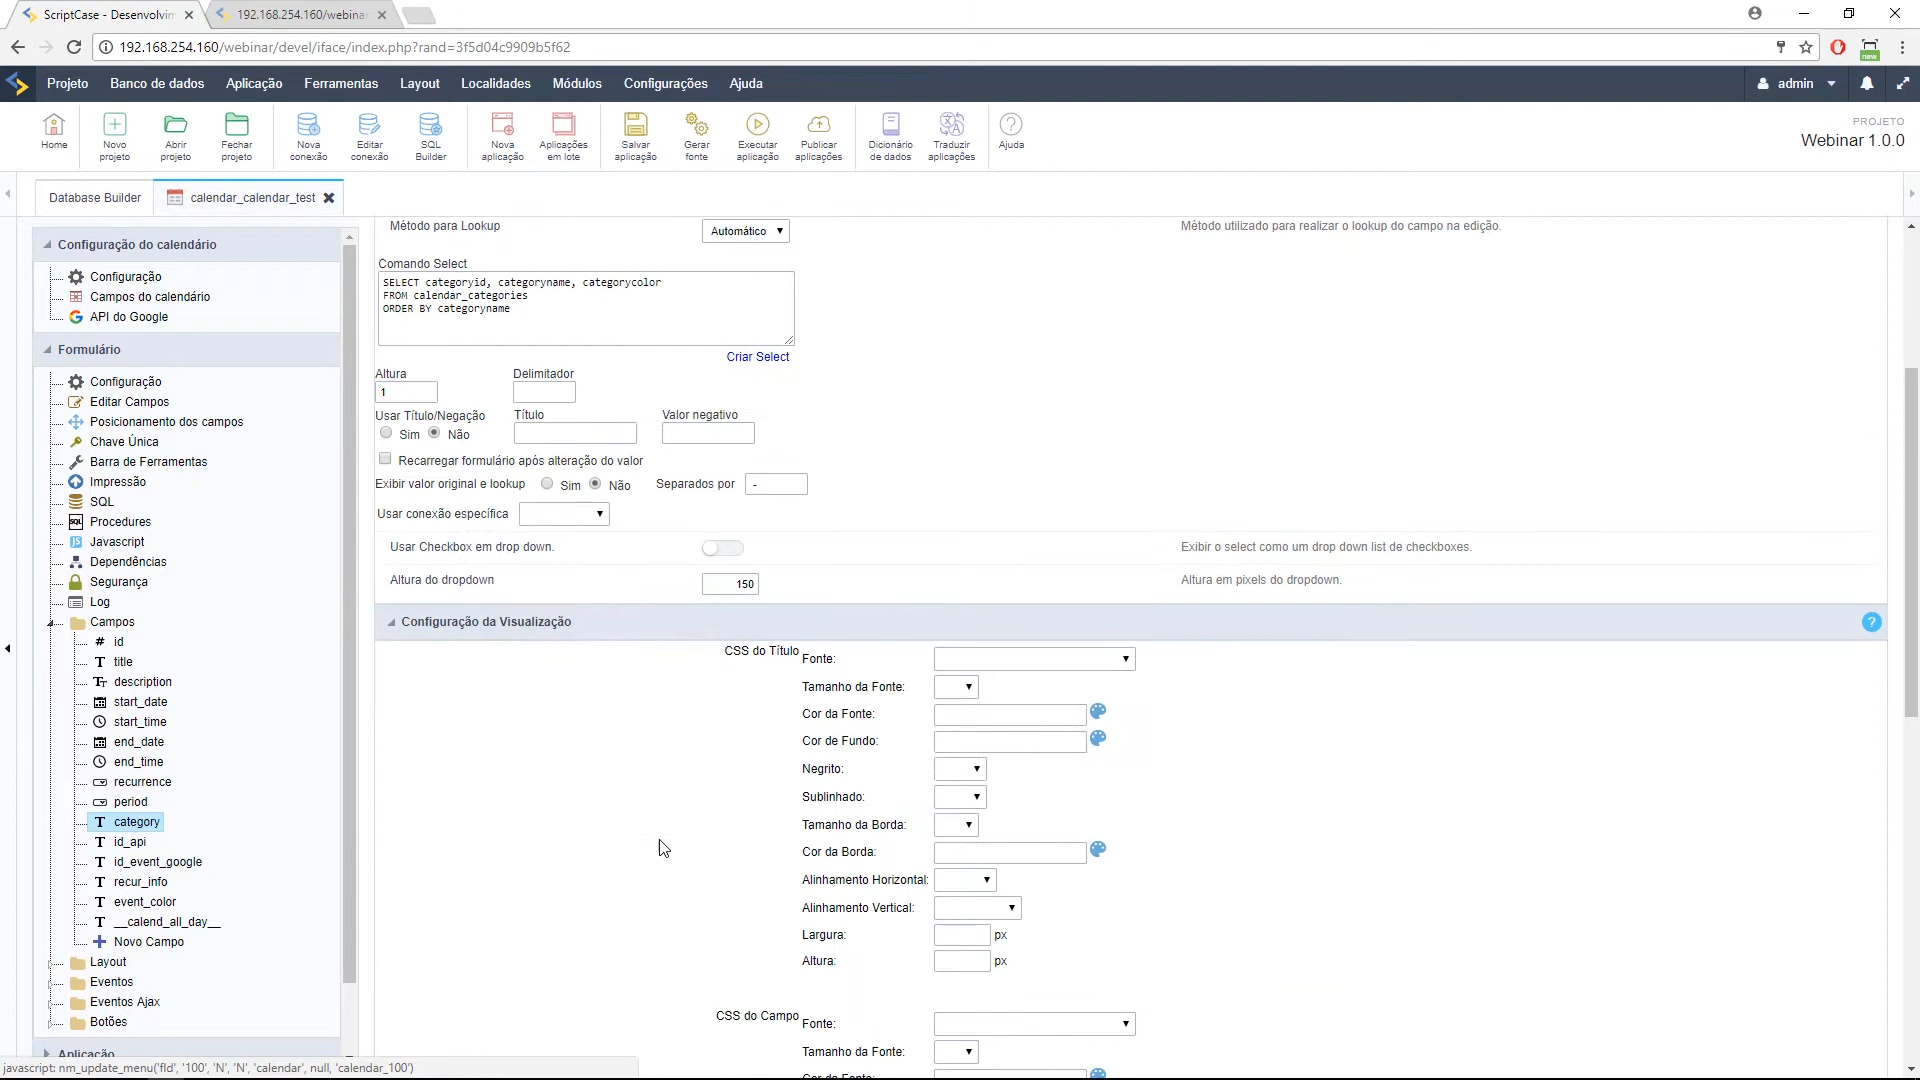 ScriptCase - Desenvolvim
192.168.254.160/webinar
192.168.254.160/webinar/devel/iface/index.php?rand=3f5d04c9909b5f62
new
Projeto Banco de dados Aplicação Ferramentas Layout Localidades Módulos Configurações Ajuda admin
Home
Novo projeto
Abrir projeto
Fechar projeto
Nova conexão
Editar conexão
SQL Builder
Nova aplicação
Aplicações em lote
Salvar aplicação
Gerar fonte
Executar aplicação
Publicar aplicações
Dicionário de dados
Traduzir aplicações
Ajuda
PROJETO
Webinar 1.0.0
Database Builder calendar_calendar_test
Configuração do calendário
Configuração
Campos do calendário
API do Google
Formulário
Configuração
Editar Campos
Posicionamento dos campos
Chave Única
Barra de Ferramentas
Impressão
SQL
Procedures
Javascript
Dependências
Segurança
Log
Campos
id
title
description
start_date
start_time
end_date
end_time
recurrence
period
category
id_api
id_event_google
recur_info
event_color
__calend_all_day__
Novo Campo
Layout
Eventos
Eventos Ajax
Botões
Aplicação
Método para Lookup Automático Método utilizado para realizar o lookup do campo na edição.
Comando Select
SELECT categoryid, categoryname, categorycolor
FROM calendar_categories
ORDER BY categoryname
Criar Select
Altura Delimitador
1
Usar Título/Negação Título Valor negativo
Sim Não
Recarregar formulário após alteração do valor
Exibir valor original e lookup Sim Não Separados por -
Usar conexão específica
Usar Checkbox em drop down. Exibir o select como um drop down list de checkboxes.
Altura do dropdown 150 Altura em pixels do dropdown.
Configuração da Visualização ?
CSS do Título Fonte:
Tamanho da Fonte:
Cor da Fonte:
Cor de Fundo:
Negrito:
Sublinhado:
Tamanho da Borda:
Cor da Borda:
Alinhamento Horizontal:
Alinhamento Vertical:
Largura: px
Altura: px
CSS do Campo Fonte:
Tamanho da Fonte:
Cor da Fonte:
javascript: nm_update_menu('fld', '100', 'N', 'N', 'calendar', null, 'calendar_100')